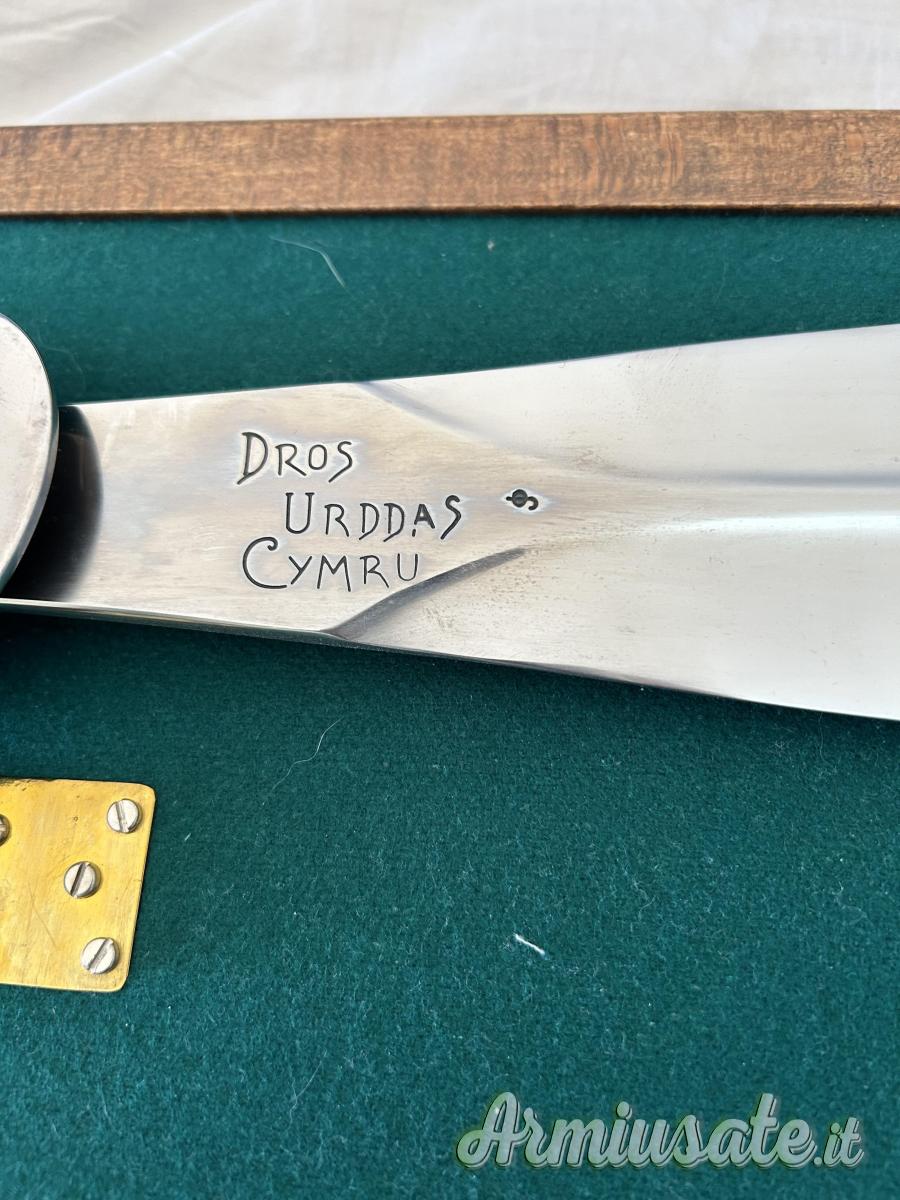 DROS
URDDAS
CYMRU
Armiusate.it